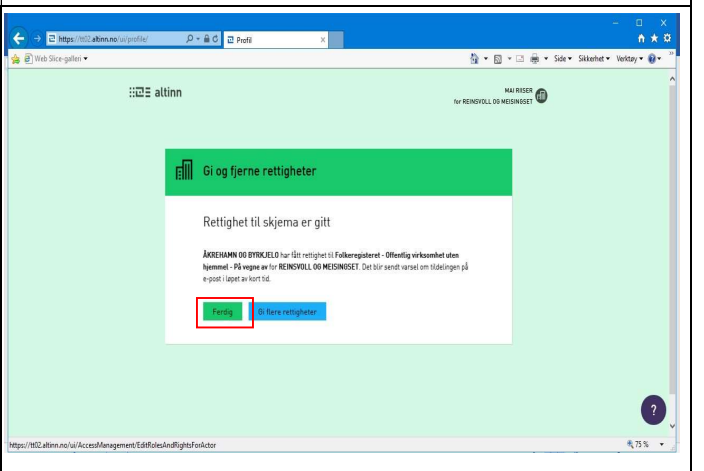 https://tt02.altinn.no/ui/profile/
Profil
Web Slice-galleri
Side
Sikkerhet
Verktøy
altinn
MAI RIISER
for REINSVOLL OG MEISINGSET
Gi og fjerne rettigheter
Rettighet til skjema er gitt
ÅKREHAMN OG BYRKJELO har fått rettighet til Folkeregisteret - Offentlig virksomhet uten
hjemmel - På vegne av for REINSVOLL OG MEISINGSET. Det blir sendt varsel om tildelingen på
e-post i løpet av kort tid.
Ferdig
Gi flere rettigheter
?
https://tt02.altinn.no/ui/AccessManagement/EditRolesAndRightsForActor
75 %